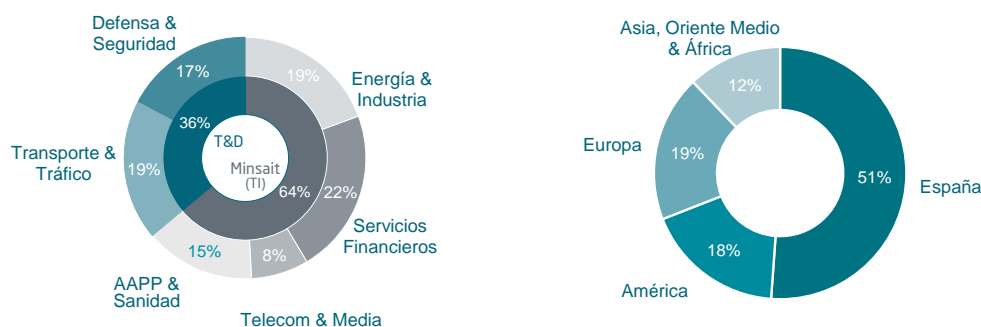 Defensa &
Seguridad
17%
19%
Energía &
Industria
36%
T&D
Minsait
(TI)
64%
Transporte &
Tráfico
19%
22%
Servicios
Financieros
15%
8%
AAPP &
Sanidad
Telecom & Media
Asia, Oriente Medio
& África
12%
Europa
19%
51%
España
18%
América